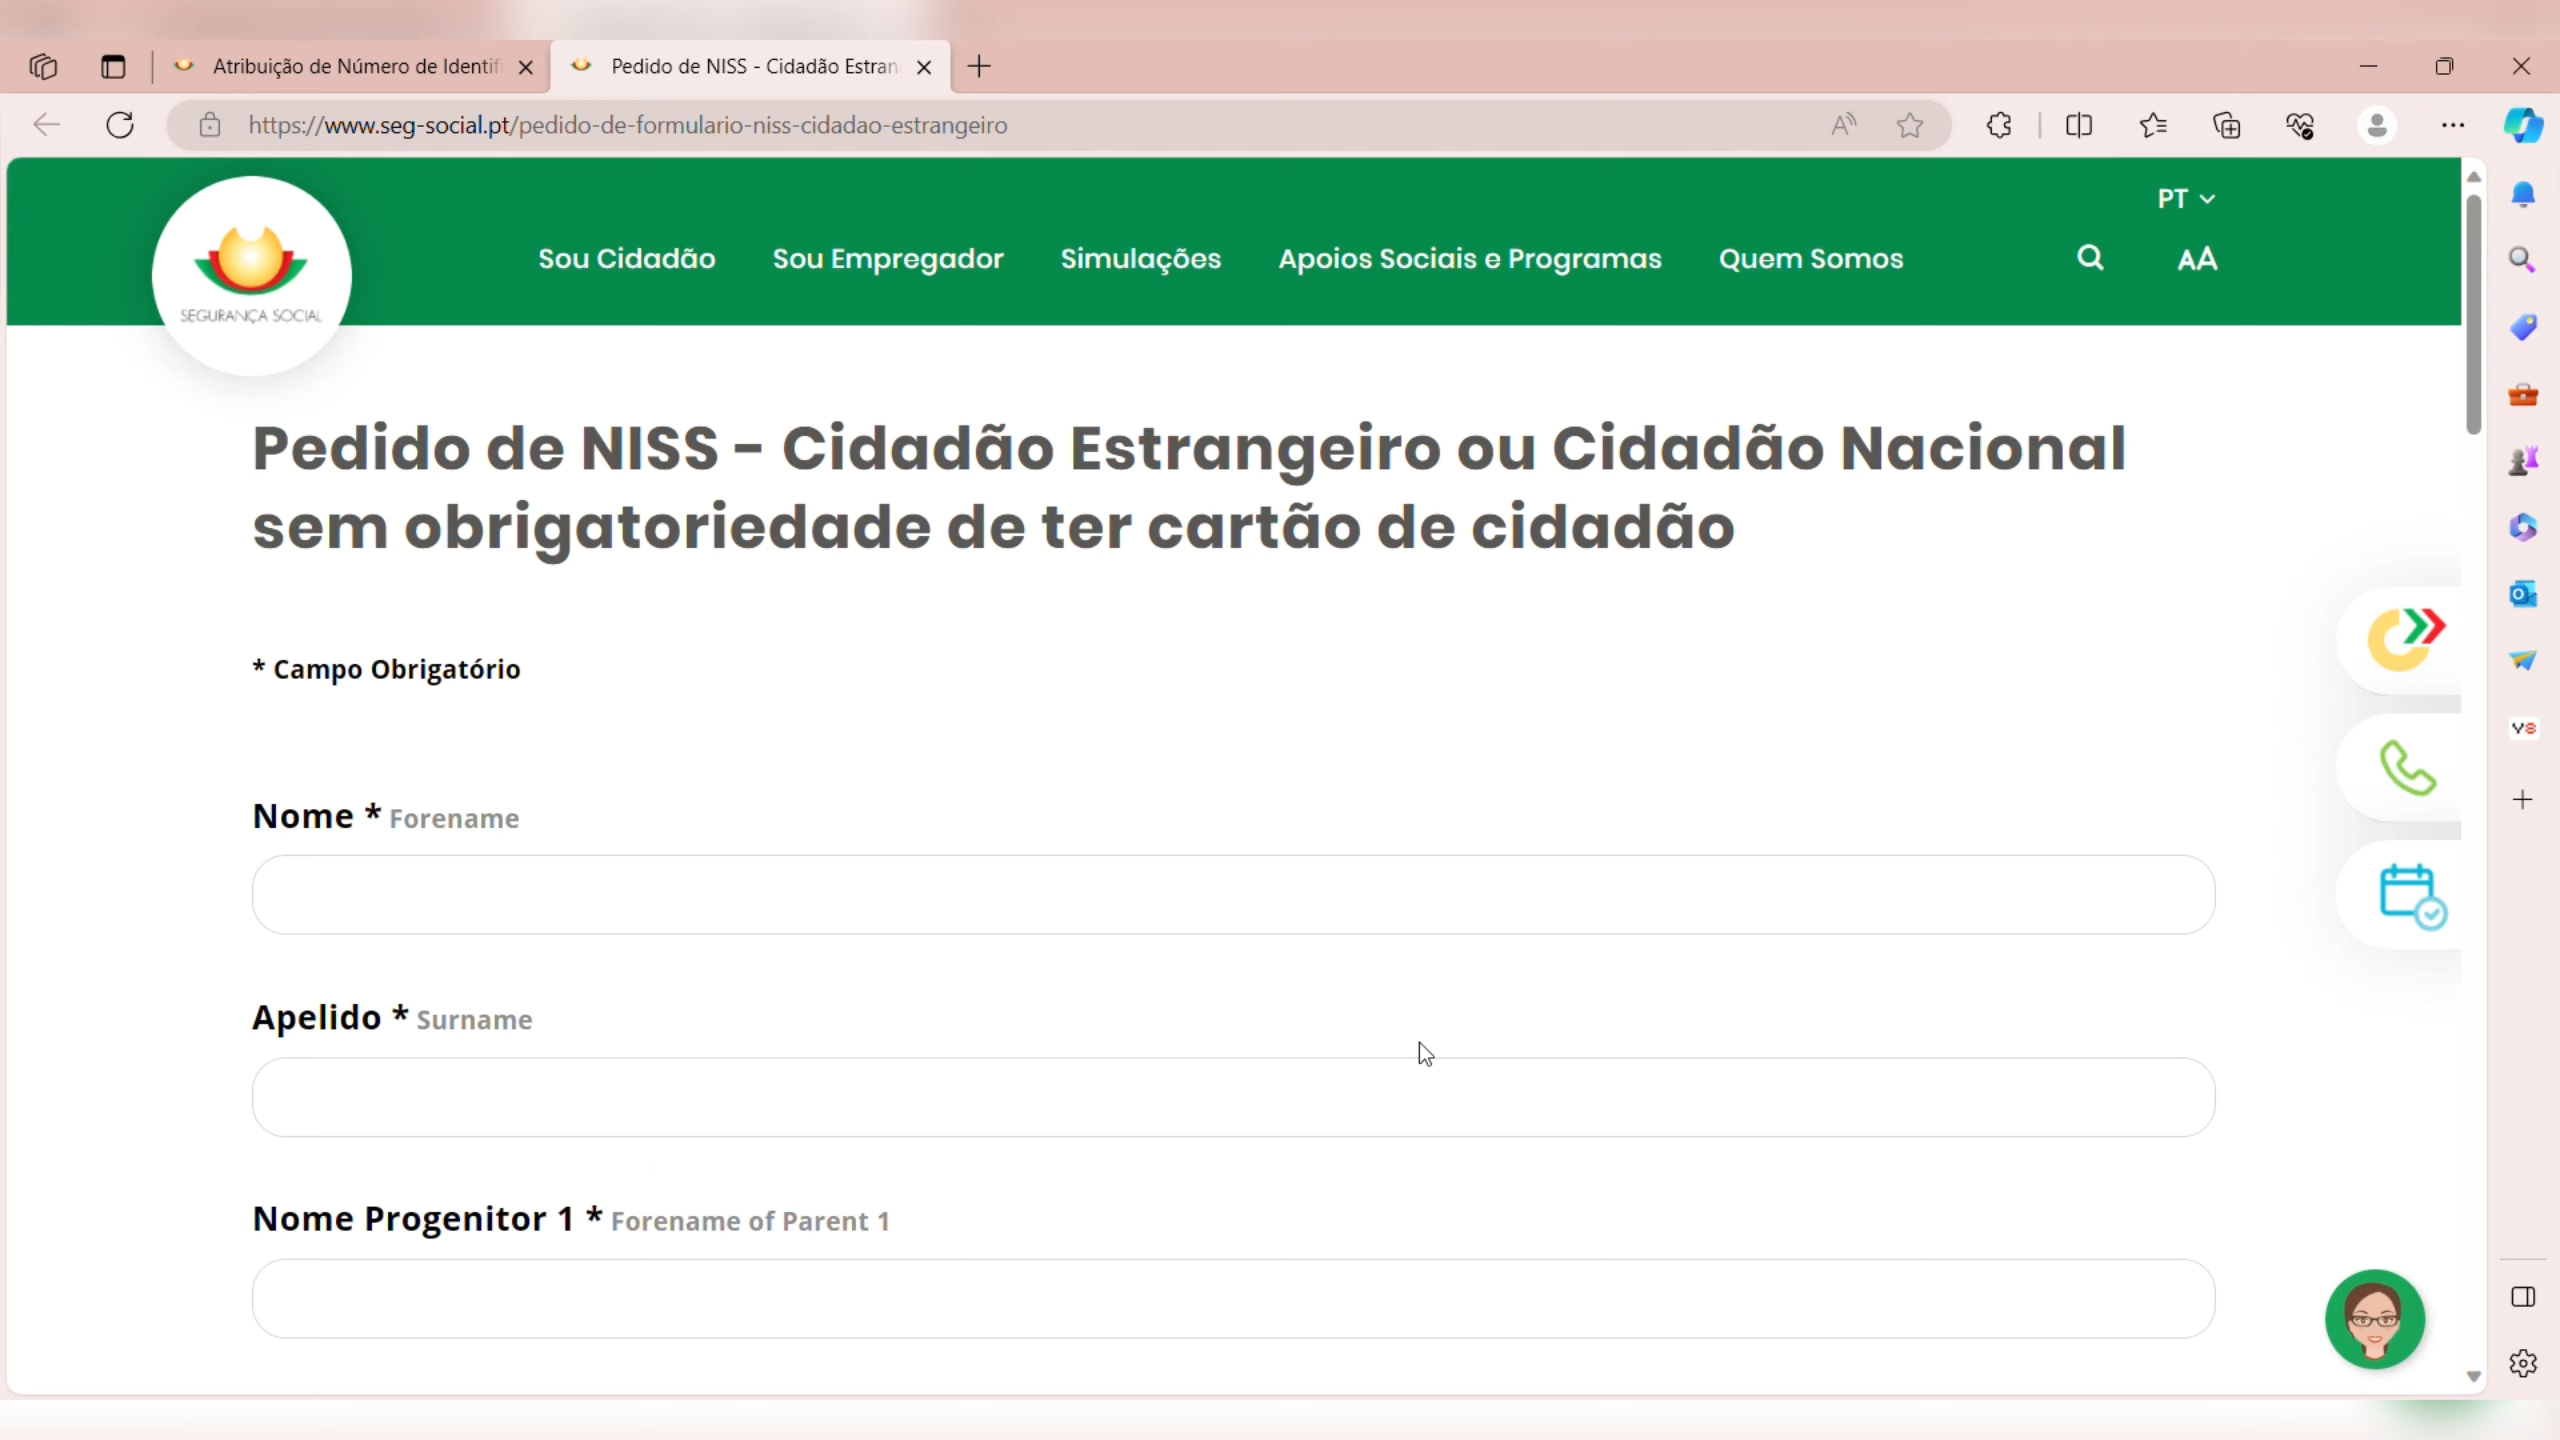 Atribuição de Número de Identifi
Pedido de NISS - Cidadão Estran
https://www.seg-social.pt/pedido-de-formulario-niss-cidadao-estrangeiro
PT
SEGURANÇA SOCIAL
Sou Cidadão
Sou Empregador
Simulações
Apoios Sociais e Programas
Quem Somos
AA
Pedido de NISS - Cidadão Estrangeiro ou Cidadão Nacional
sem obrigatoriedade de ter cartão de cidadão
* Campo Obrigatório
Nome * Forename
Apelido * Surname
Nome Progenitor 1 * Forename of Parent 1